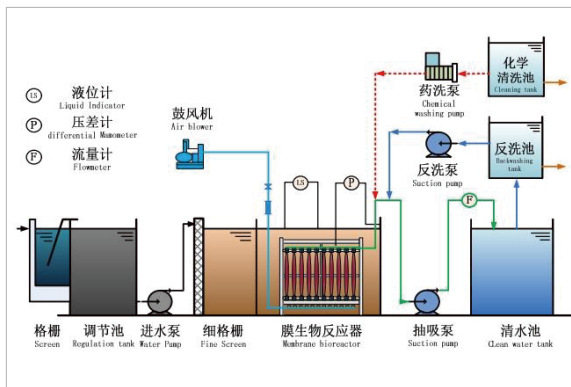 LS
液位计
Liquid Indicator
P
压差计
differential Mamometer
F
流量计
Flowmeter
鼓风机
Air blower
药洗泵
Chemical
washing pump
化学
清洗池
Cleaning tank
反洗泵
Suction pump
反洗池
Backwashing
tank
LS
P
F
格栅
Screen
调节池
Regulation tank
进水泵
Water Pump
细格栅
Fine Screen
膜生物反应器
Membrane bioreactor
抽吸泵
Suction pump
清水池
CLean water tank